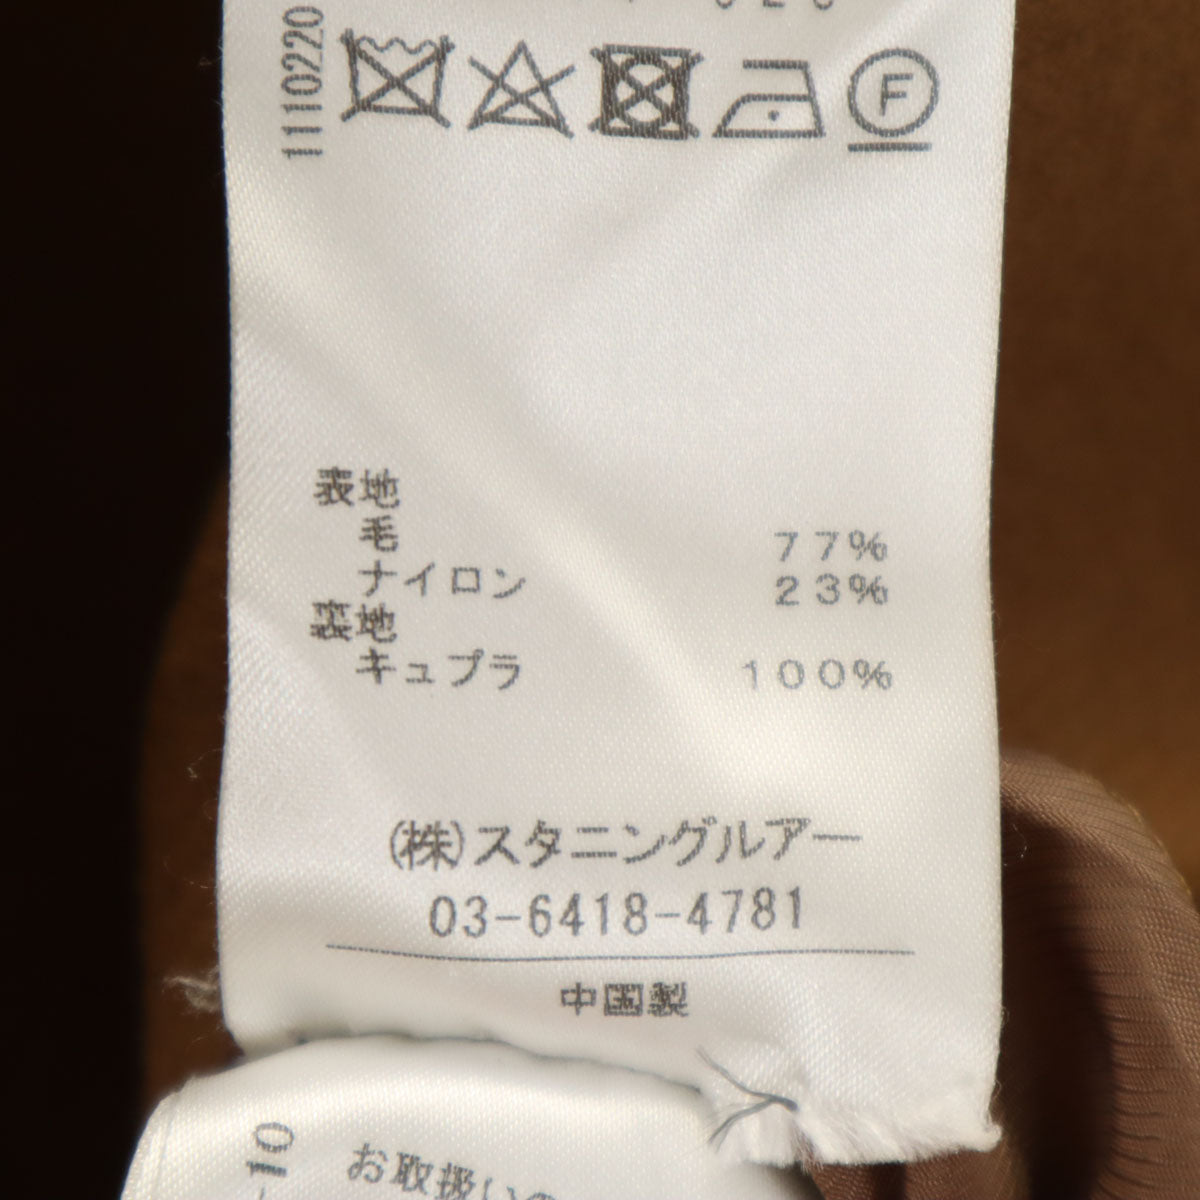 1110220
F
表地
毛 77%
ナイロン 23%
裏地
キュプラ 100%
(株)スタニングルアー
03-6418-4781
中国製
-10
お取扱い